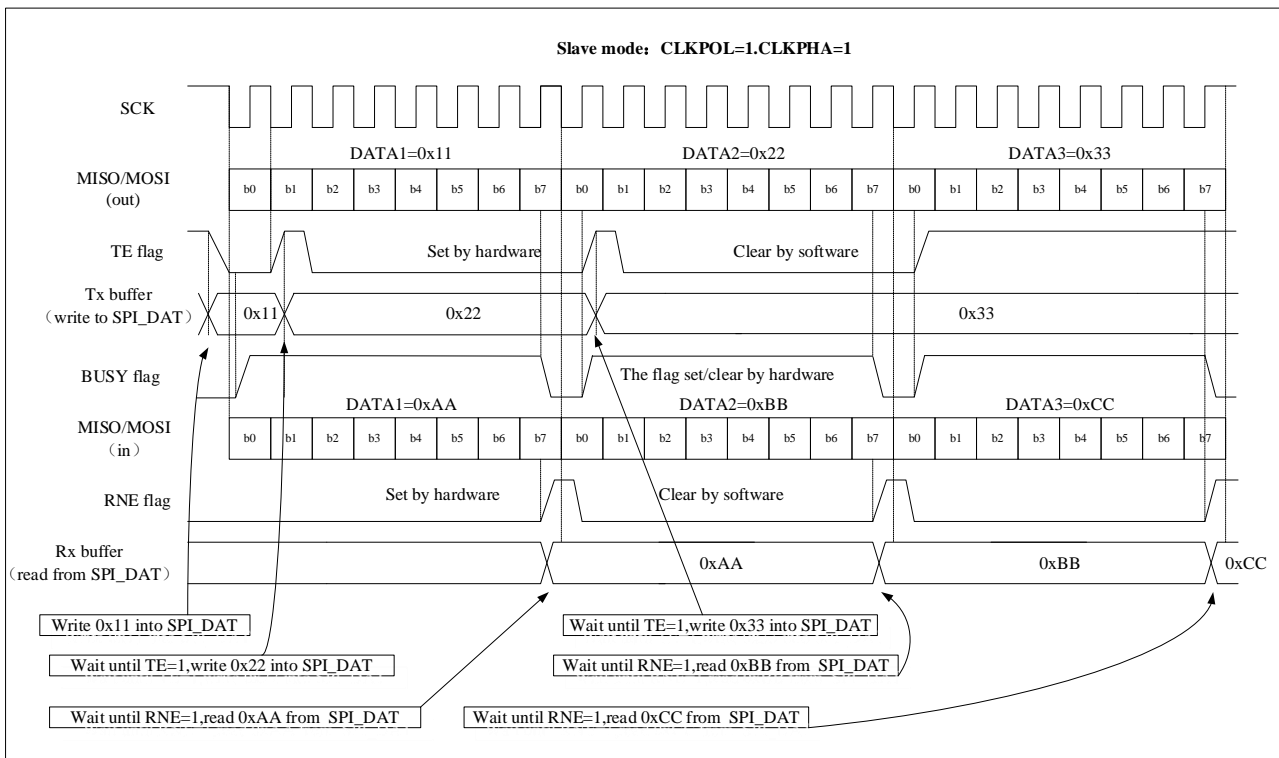 Slave mode：CLKPOL=1.CLKPHA=1
SCK
DATA1=0x11 DATA2=0x22 DATA3=0x33
MISO/MOSI
(out)
b0 b1 b2 b3 b4 b5 b6 b7 b0 b1 b2 b3 b4 b5 b6 b7 b0 b1 b2 b3 b4 b5 b6 b7
TE flag Set by hardware Clear by software
Tx buffer
（write to SPI_DAT）
0x11 0x22 0x33
BUSY flag The flag set/clear by hardware
DATA1=0xAA DATA2=0xBB DATA3=0xCC
MISO/MOSI
（in）
b0 b1 b2 b3 b4 b5 b6 b7 b0 b1 b2 b3 b4 b5 b6 b7 b0 b1 b2 b3 b4 b5 b6 b7
RNE flag Set by hardware Clear by software
Rx buffer
（read from SPI_DAT）
0xAA 0xBB 0xCC
Write 0x11 into SPI_DAT Wait until TE=1,write 0x33 into SPI_DAT
Wait until TE=1,write 0x22 into SPI_DAT Wait until RNE=1,read 0xBB from SPI_DAT
Wait until RNE=1,read 0xAA from SPI_DAT Wait until RNE=1,read 0xCC from SPI_DAT